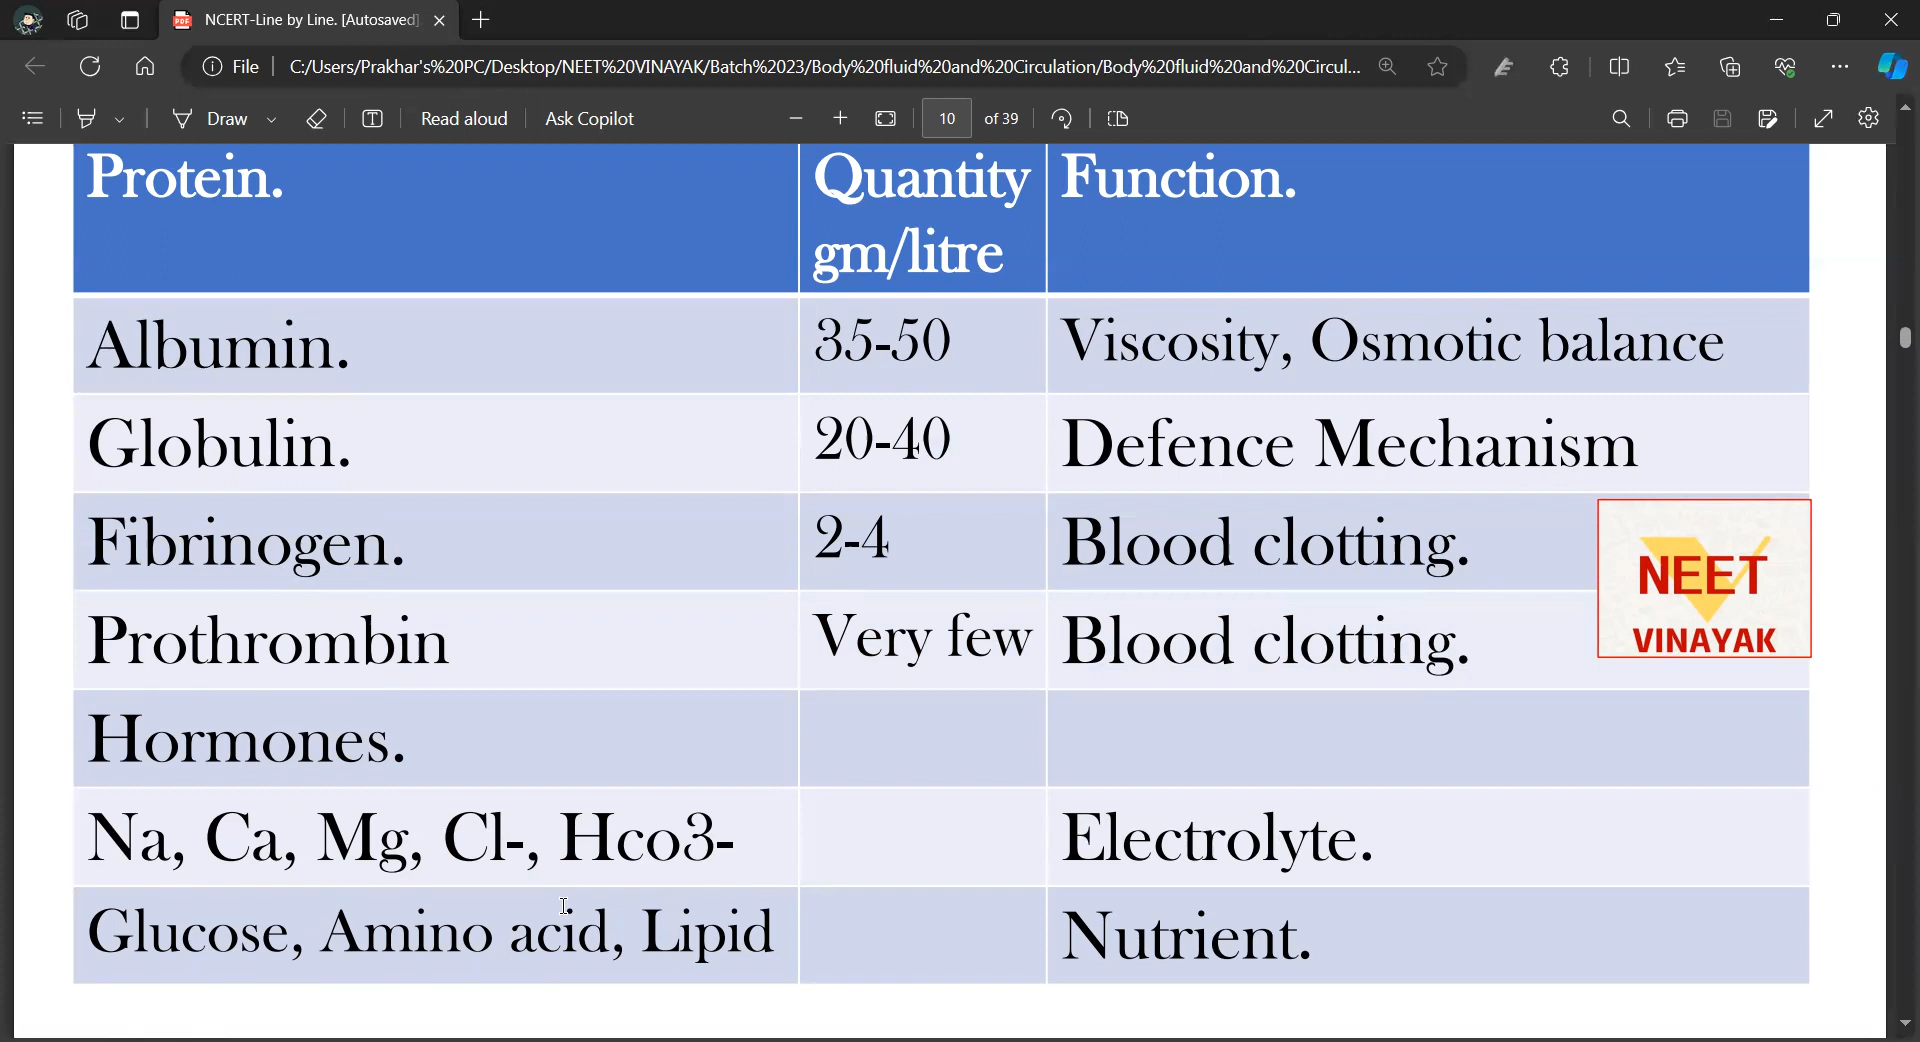 NCERT-Line by Line. [Autosaved]
File C:/Users/Prakhar's%20PC/Desktop/NEET%20VINAYAK/Batch%2023/Body%20fluid%20and%20Circulation/Body%20fluid%20and%20Circul...
Draw Read aloud Ask Copilot 10 of 39
Protein. Quantity gm/litre Function.
Albumin. 35-50 Viscosity, Osmotic balance
Globulin. 20-40 Defence Mechanism
Fibrinogen. 2-4 Blood clotting.
Prothrombin Very few Blood clotting.
Hormones.
Na, Ca, Mg, Cl-, Hco3- Electrolyte.
Glucose, Amino acid, Lipid Nutrient.
NEET
VINAYAK